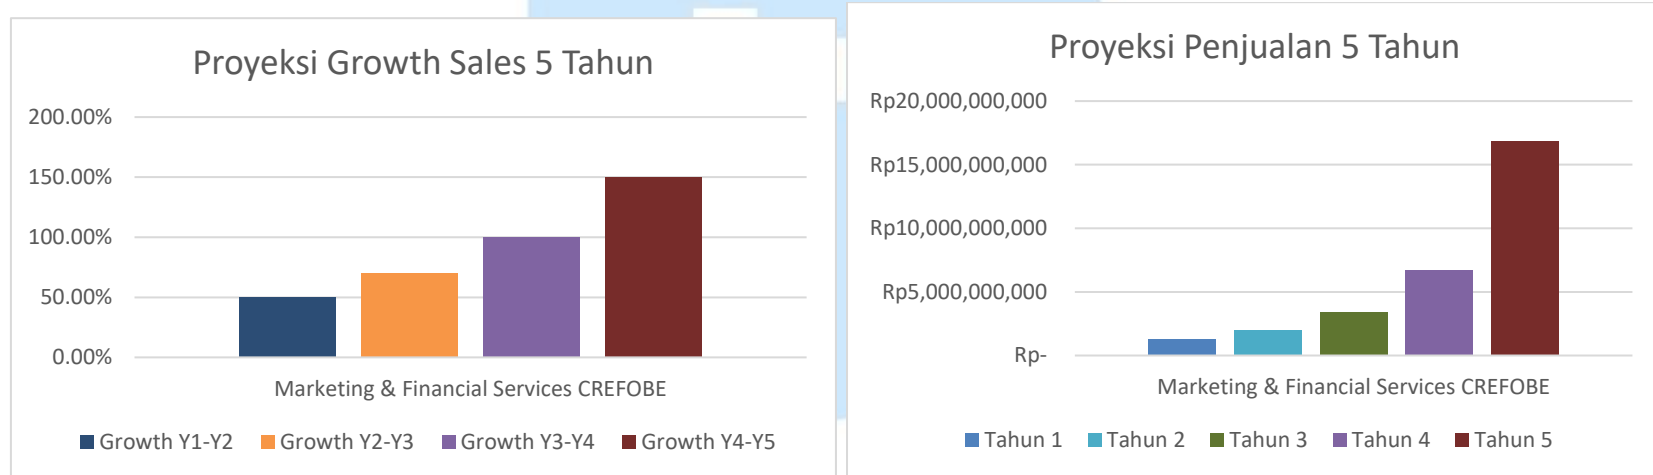 Proyeksi Growth Sales 5 Tahun
200.00%
150.00%
100.00%
50.00%
0.00%
Marketing & Financial Services CREFOBE
Growth Y1-Y2 Growth Y2-Y3 Growth Y3-Y4 Growth Y4-Y5
Proyeksi Penjualan 5 Tahun
Rp20,000,000,000
Rp15,000,000,000
Rp10,000,000,000
Rp5,000,000,000
Rp-
Marketing & Financial Services CREFOBE
Tahun 1 Tahun 2 Tahun 3 Tahun 4 Tahun 5